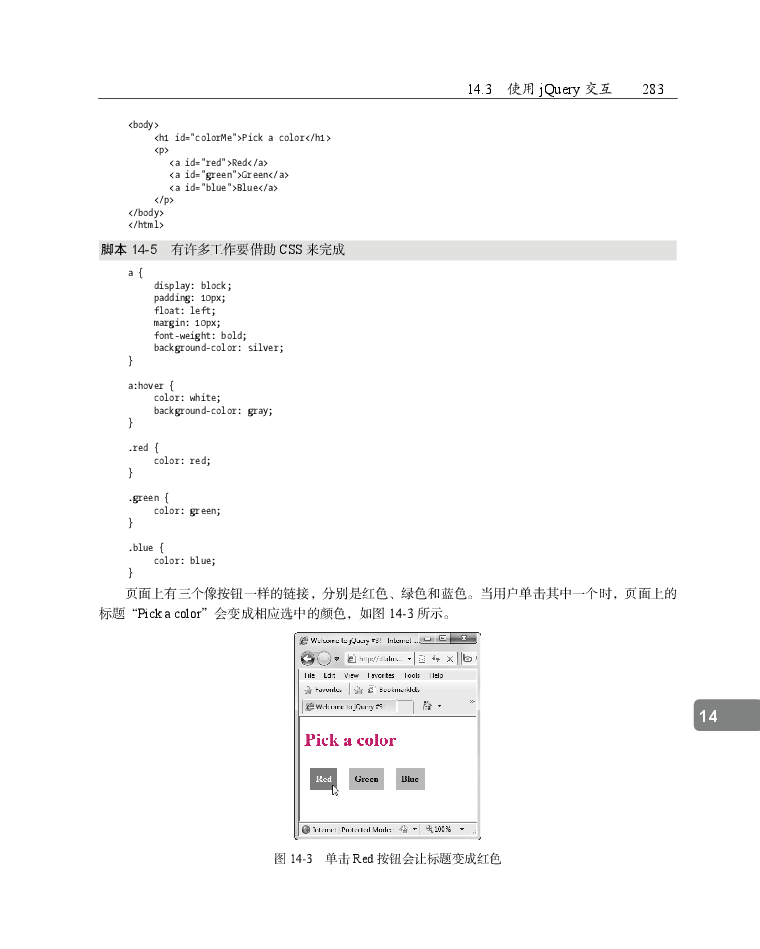 14.3 使用 jQuery 交互 283
<body>
<h1 id="colorMe">Pick a color</h1>
<p>
<a id="red">Red</a>
<a id="green">Green</a>
<a id="blue">Blue</a>
</p>
</body>
</html>
脚本 14-5 有许多工作要借助 CSS 来完成
a {
display: block;
padding: 10px;
float: left;
margin: 10px;
font-weight: bold;
background-color: silver;
}
a:hover {
color: white;
background-color: gray;
}
.red {
color: red;
}
.green {
color: green;
}
.blue {
color: blue;
}
页面上有三个像按钮一样的链接，分别是红色、绿色和蓝色。当用户单击其中一个时，页面上的
标题“Pick a color”会变成相应选中的颜色，如图 14-3 所示。
Welcome to jQuery #3! - Internet ...
http://
File Edit View Favorites Tools Help
Favorites Bookmarklets
Welcome to jQuery #3!
Pick a color
Red Green Blue
Internet | Protected Mode: 100%
14
图 14-3 单击 Red 按钮会让标题变成红色